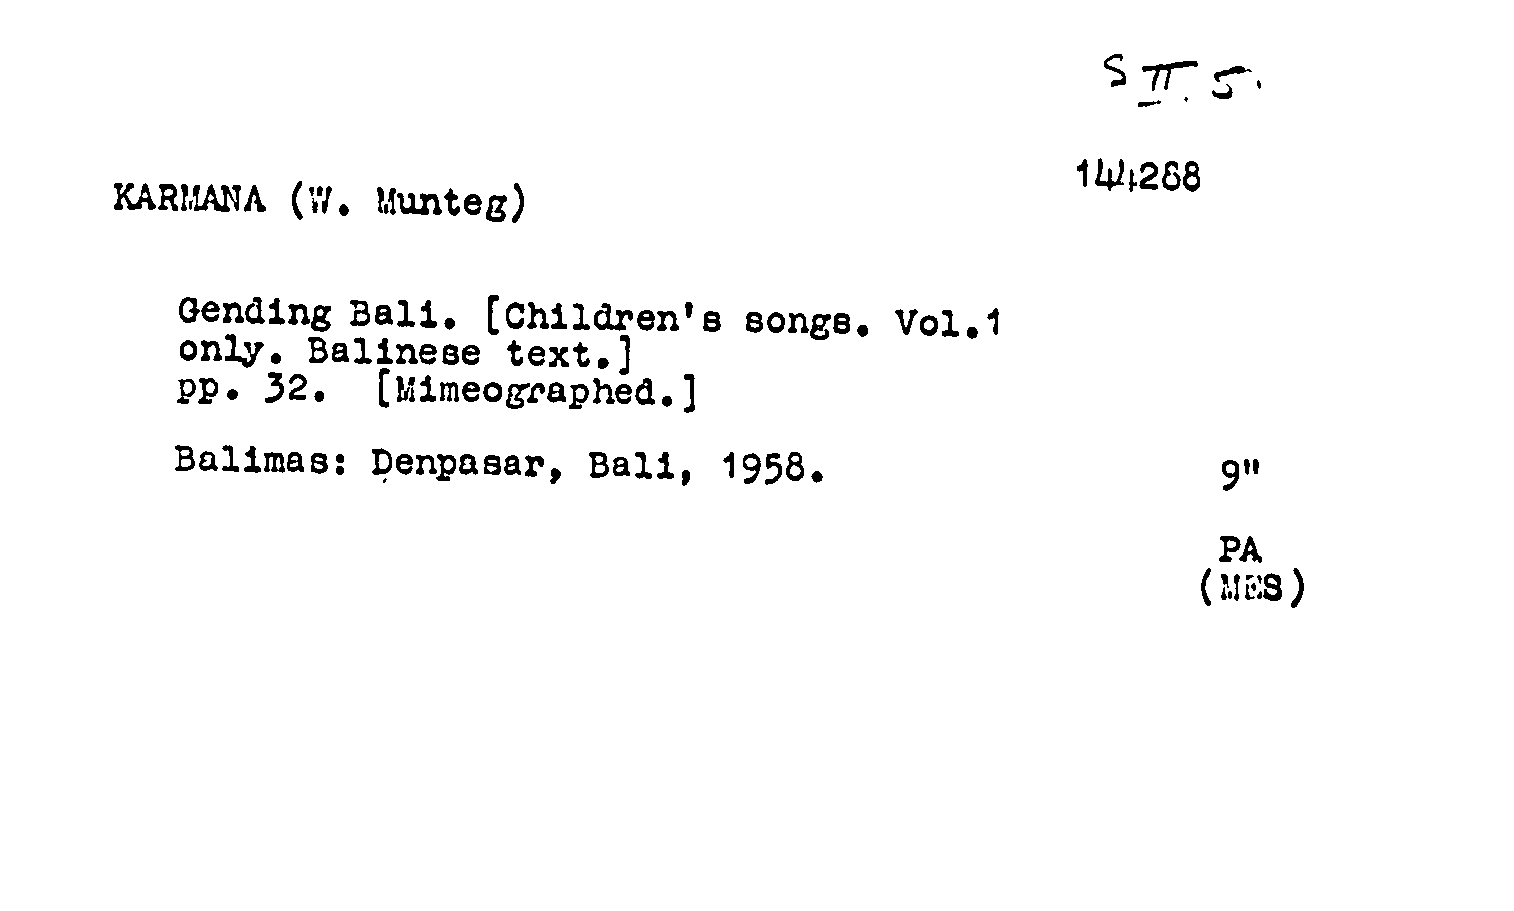 S II. 5.
144268
KARMANA (W. Munteg)
Gending Bali. [Children's songs. Vol.1
only. Balinese text.]
pp. 32. [Mimeographed.]
Balimas: Denpasar, Bali, 1958.
9"
PA
(MES)